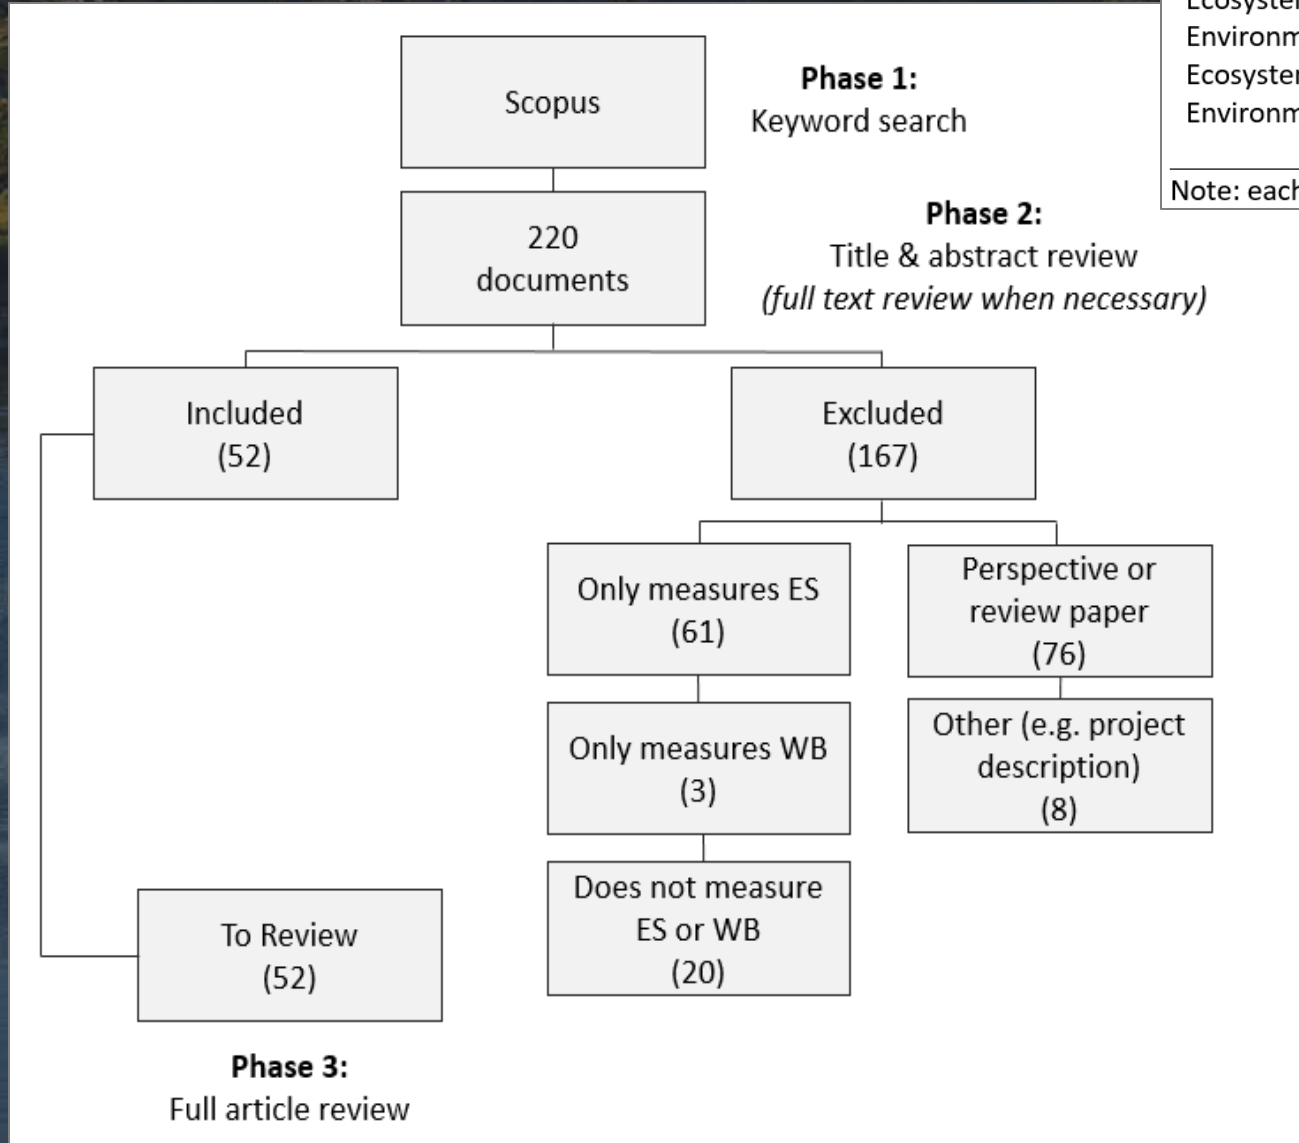 Scopus
Phase 1:
Keyword search
220
documents
Phase 2:
Title & abstract review
(full text review when necessary)
Included
(52)
Excluded
(167)
Only measures ES
(61)
Perspective or
review paper
(76)
Only measures WB
(3)
Other (e.g. project
description)
(8)
Does not measure
ES or WB
(20)
To Review
(52)
Phase 3:
Full article review
Note: each